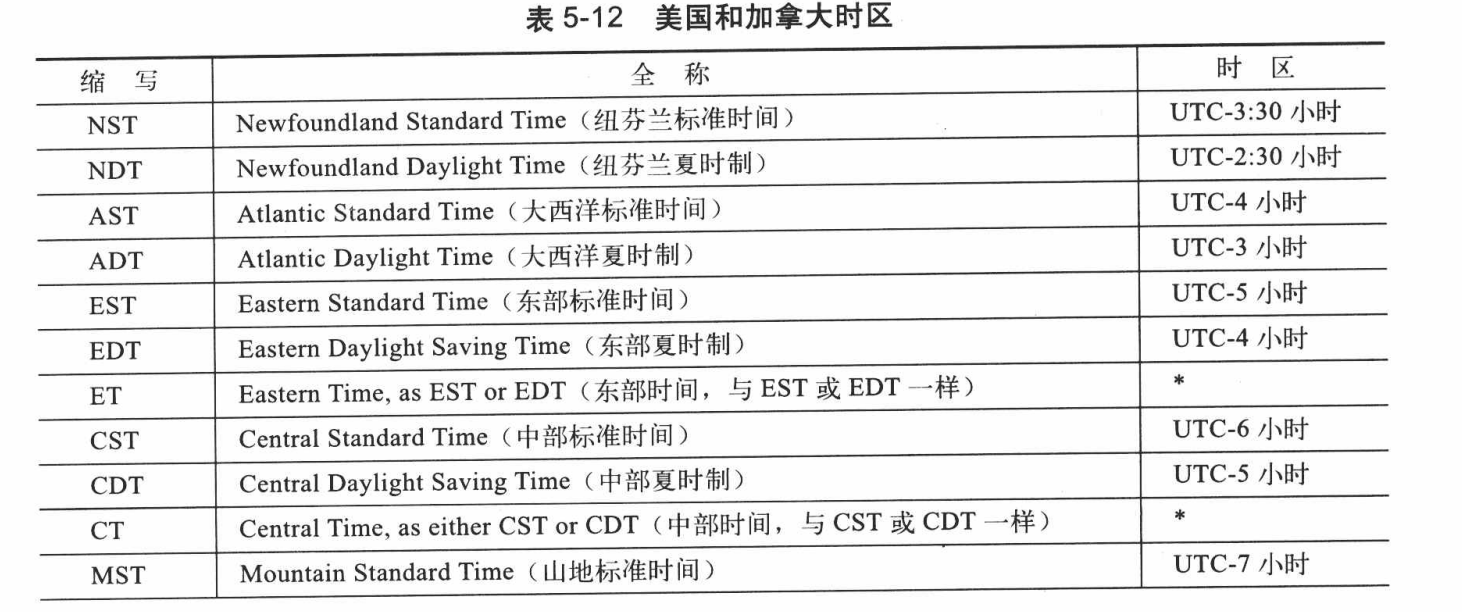 表 5-12 美国和加拿大时区
缩 写 全 称 时 区
NST Newfoundland Standard Time（纽芬兰标准时间） UTC-3:30 小时
NDT Newfoundland Daylight Time（纽芬兰夏时制） UTC-2:30 小时
AST Atlantic Standard Time（大西洋标准时间） UTC-4 小时
ADT Atlantic Daylight Time（大西洋夏时制） UTC-3 小时
EST Eastern Standard Time（东部标准时间） UTC-5 小时
EDT Eastern Daylight Saving Time（东部夏时制） UTC-4 小时
ET Eastern Time, as EST or EDT（东部时间，与 EST 或 EDT 一样） *
CST Central Standard Time（中部标准时间） UTC-6 小时
CDT Central Daylight Saving Time（中部夏时制） UTC-5 小时
CT Central Time, as either CST or CDT（中部时间，与 CST 或 CDT 一样） *
MST Mountain Standard Time（山地标准时间） UTC-7 小时